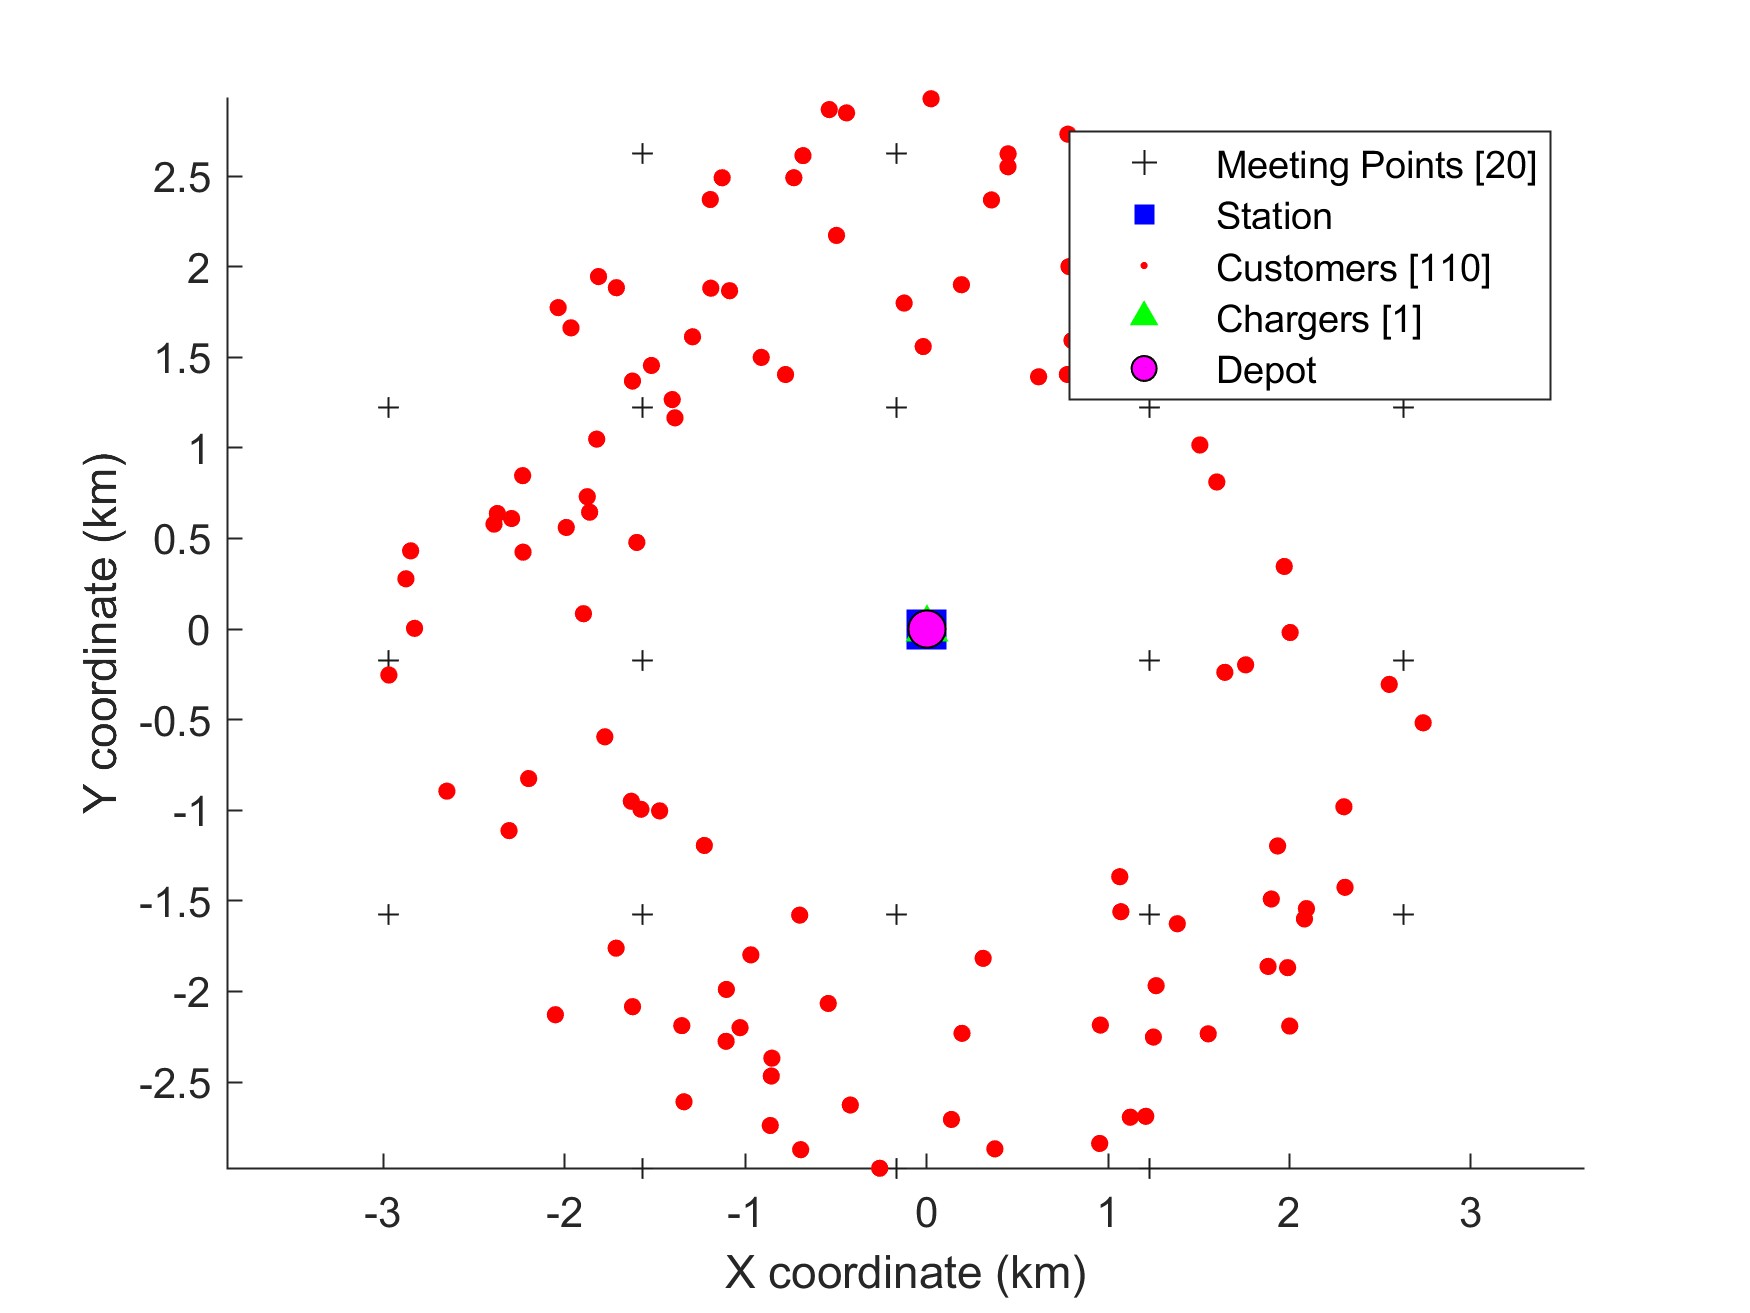 Meeting Points [20]
Station
Customers [110]
Chargers [1]
Depot
2.5
2
1.5
1
0.5
0
-0.5
-1
-1.5
-2
-2.5
Y coordinate (km)
-3 -2 -1 0 1 2 3
X coordinate (km)